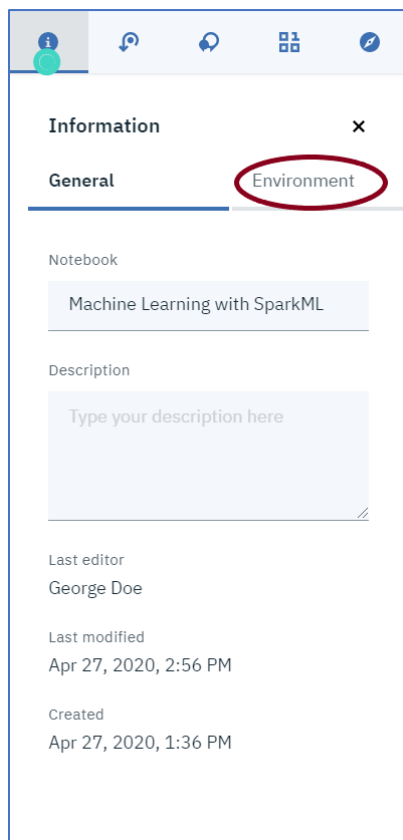 Information
General
Environment
Notebook
Machine Learning with SparkML
Description
Type your description here
Last editor
George Doe
Last modified
Apr 27, 2020, 2:56 PM
Created
Apr 27, 2020, 1:36 PM